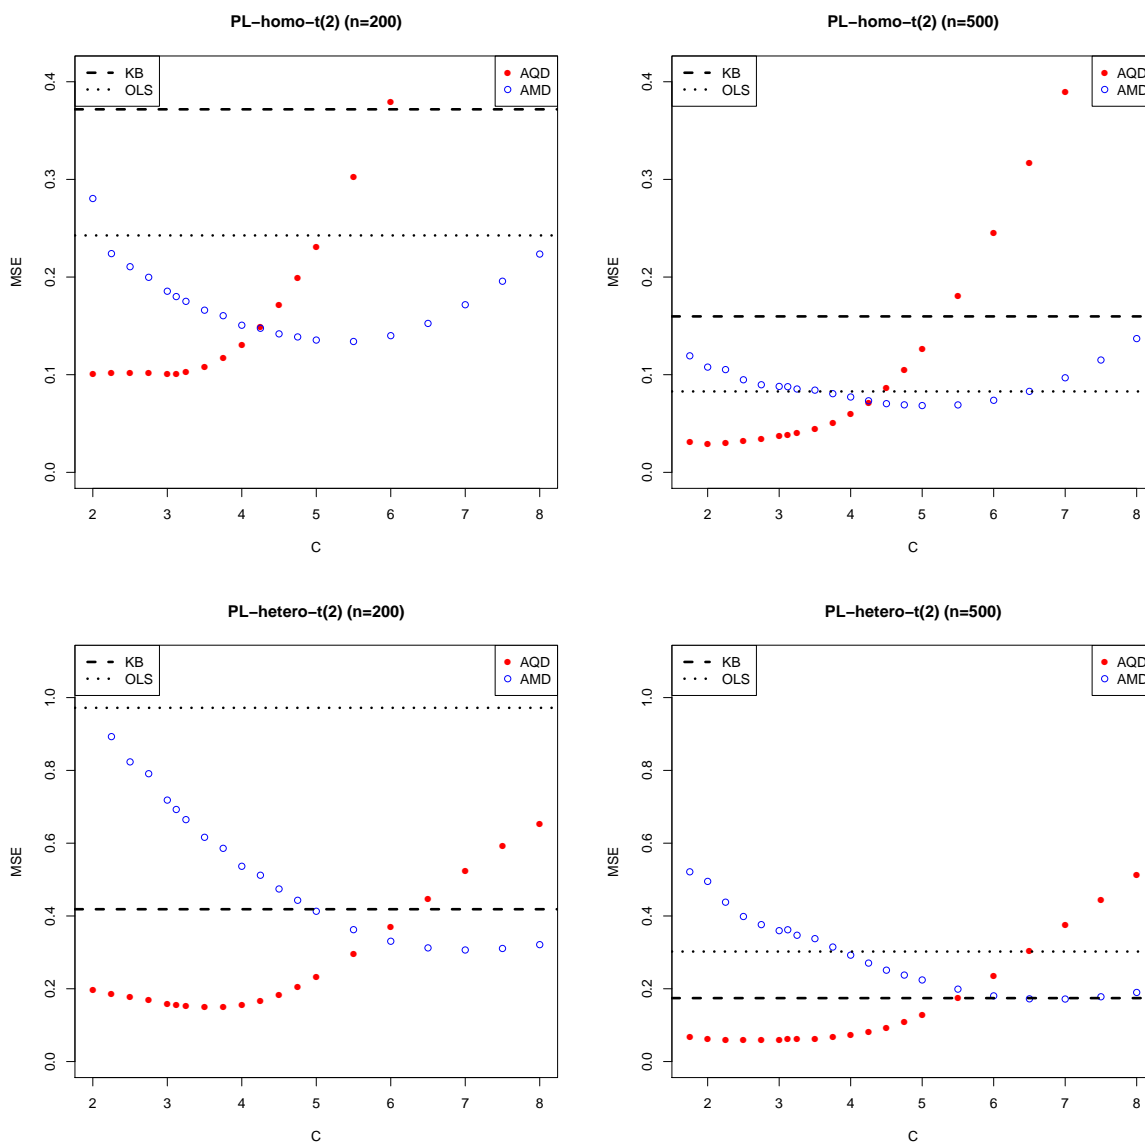 PL−homo−t(2) (n=200)
KB
OLS
AQD
AMD
MSE
0.0
0.1
0.2
0.3
0.4
2 3 4 5 6 7 8
C
PL−homo−t(2) (n=500)
KB
OLS
AQD
AMD
MSE
0.0
0.1
0.2
0.3
0.4
2 3 4 5 6 7 8
C
PL−hetero−t(2) (n=200)
KB
OLS
AQD
AMD
MSE
0.0
0.2
0.4
0.6
0.8
1.0
2 3 4 5 6 7 8
C
PL−hetero−t(2) (n=500)
KB
OLS
AQD
AMD
MSE
0.0
0.2
0.4
0.6
0.8
1.0
2 3 4 5 6 7 8
C